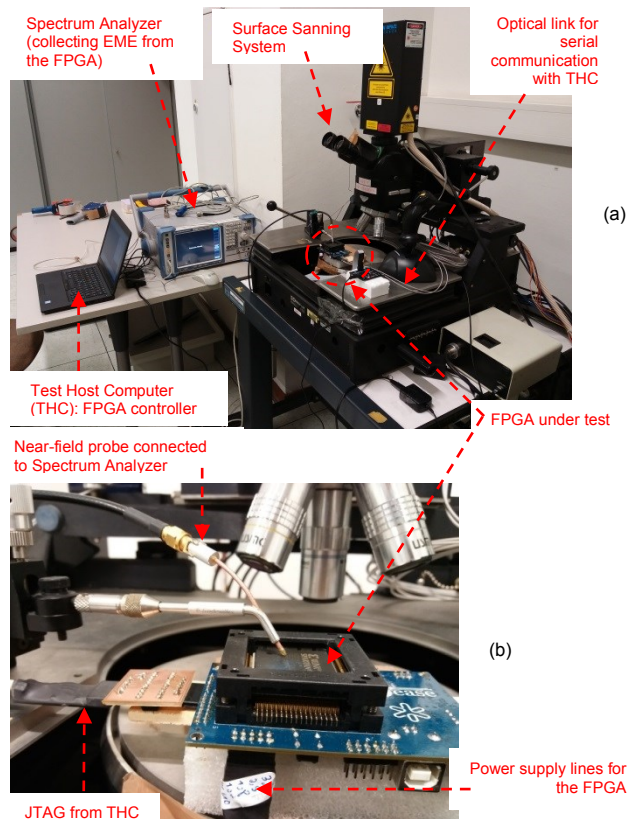 Spectrum Analyzer
(collecting EME from
the FPGA)
Surface Sanning
System
Optical link for
serial
communication
with THC
(a)
Test Host Computer
(THC): FPGA controller
FPGA under test
Near-field probe connected
to Spectrum Analyzer
(b)
Power supply lines for
the FPGA
JTAG from THC